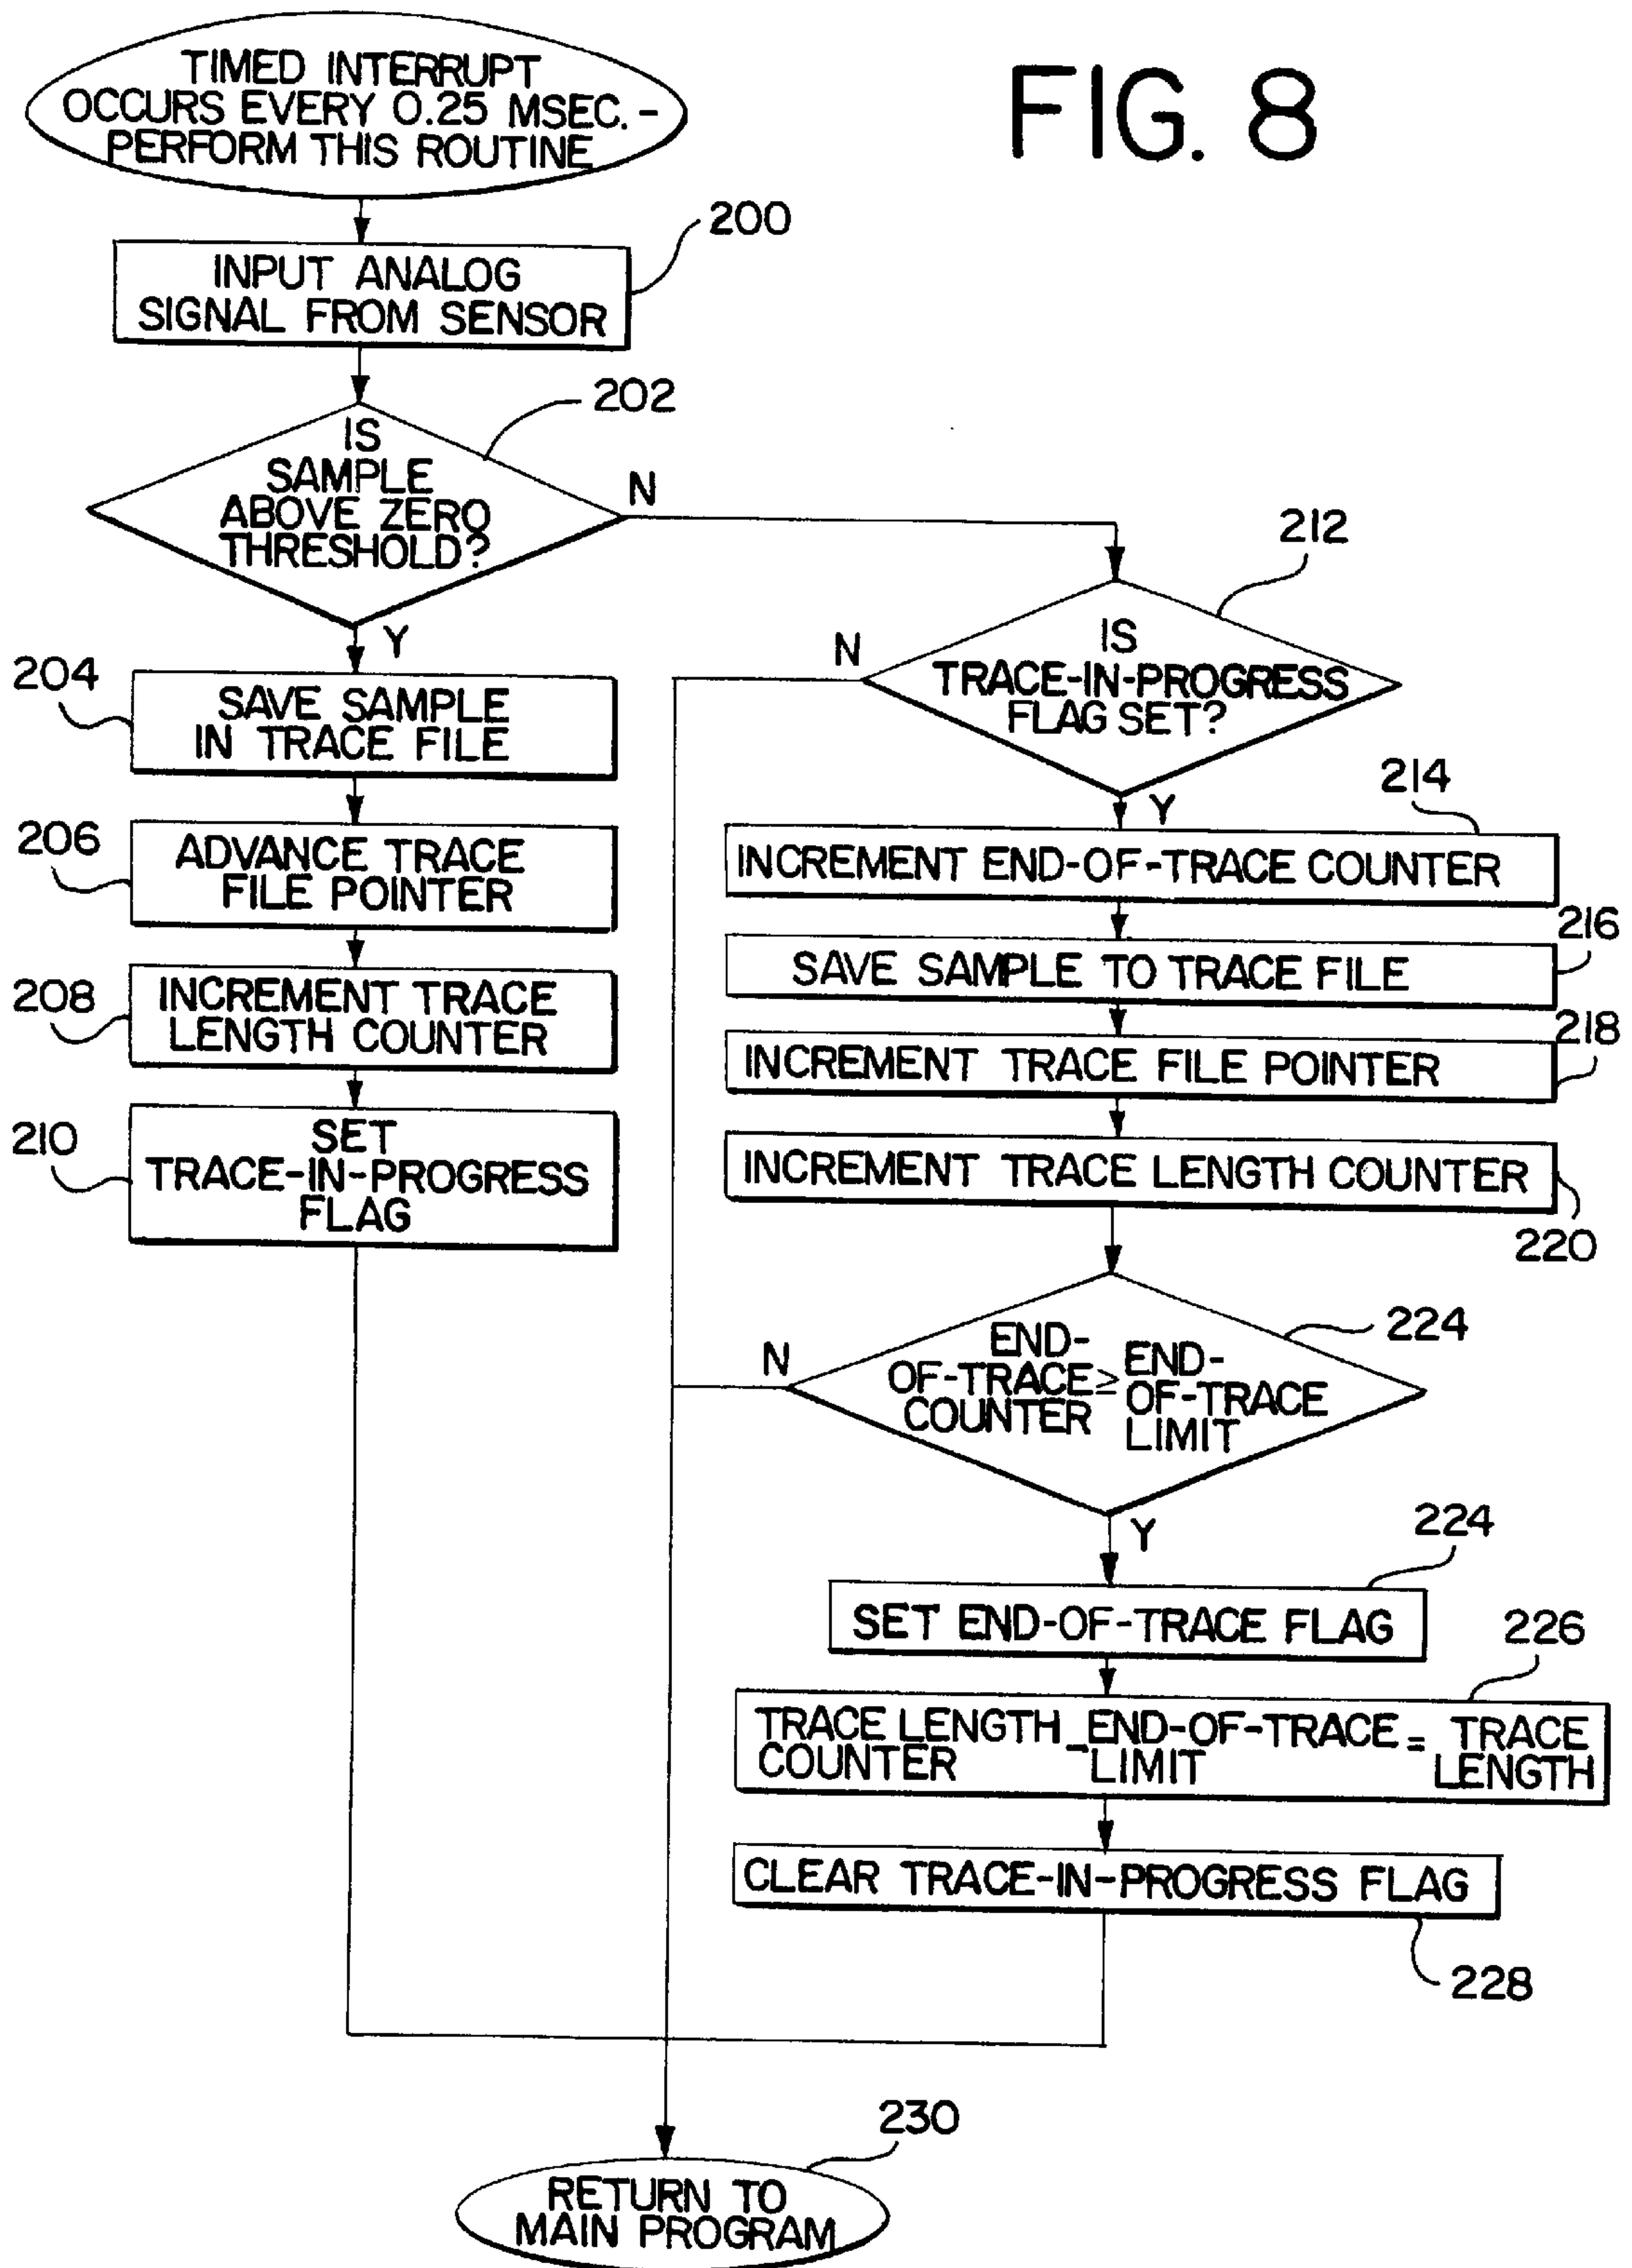 FIG. 8
TIMED INTERRUPT
OCCURS EVERY 0.25 MSEC. -
PERFORM THIS ROUTINE
200
INPUT ANALOG
SIGNAL FROM SENSOR
202
IS
SAMPLE
ABOVE ZERO
THRESHOLD?
N
Y
204
SAVE SAMPLE
IN TRACE FILE
206
ADVANCE TRACE
FILE POINTER
208
INCREMENT TRACE
LENGTH COUNTER
210
SET
TRACE-IN-PROGRESS
FLAG
212
IS
TRACE-IN-PROGRESS
FLAG SET?
N
Y
214
INCREMENT END-OF-TRACE COUNTER
216
SAVE SAMPLE TO TRACE FILE
218
INCREMENT TRACE FILE POINTER
INCREMENT TRACE LENGTH COUNTER
220
224
END-
OF-TRACE
COUNTER
≥
END-
OF-TRACE
LIMIT
N
Y
224
SET END-OF-TRACE FLAG
226
TRACE LENGTH
COUNTER
-
END-OF-TRACE
LIMIT
=
TRACE
LENGTH
CLEAR TRACE-IN-PROGRESS FLAG
228
230
RETURN TO
MAIN PROGRAM